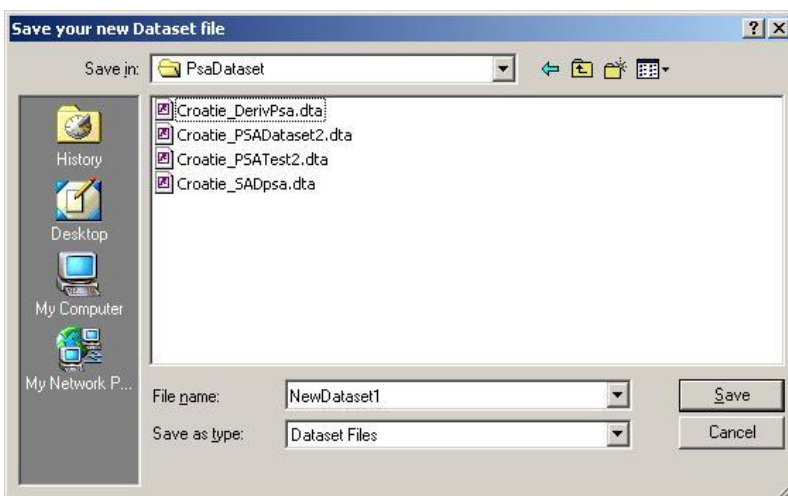 Save your new Dataset file
Save in: PsaDataset
Croatie_DerivPsa.dta
Croatie_PSADataset2.dta
Croatie_PSATest2.dta
Croatie_SADpsa.dta
History
Desktop
My Computer
My Network P...
File name: NewDataset1 Save
Save as type: Dataset Files Cancel